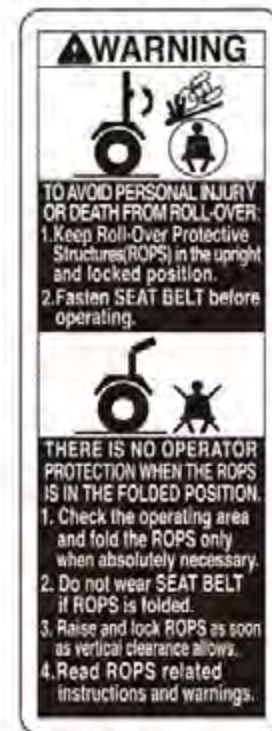 WARNING
TO AVOID PERSONAL INJURY
OR DEATH FROM ROLL-OVER:
1.Keep Roll-Over Protective
Structures(ROPS) in the upright
and locked position.
2.Fasten SEAT BELT before
operating.
THERE IS NO OPERATOR
PROTECTION WHEN THE ROPS
IS IN THE FOLDED POSITION.
1. Check the operating area
and fold the ROPS only
when absolutely necessary.
2. Do not wear SEAT BELT
if ROPS is folded.
3. Raise and lock ROPS as soon
as vertical clearance allows.
4.Read ROPS related
instructions and warnings.